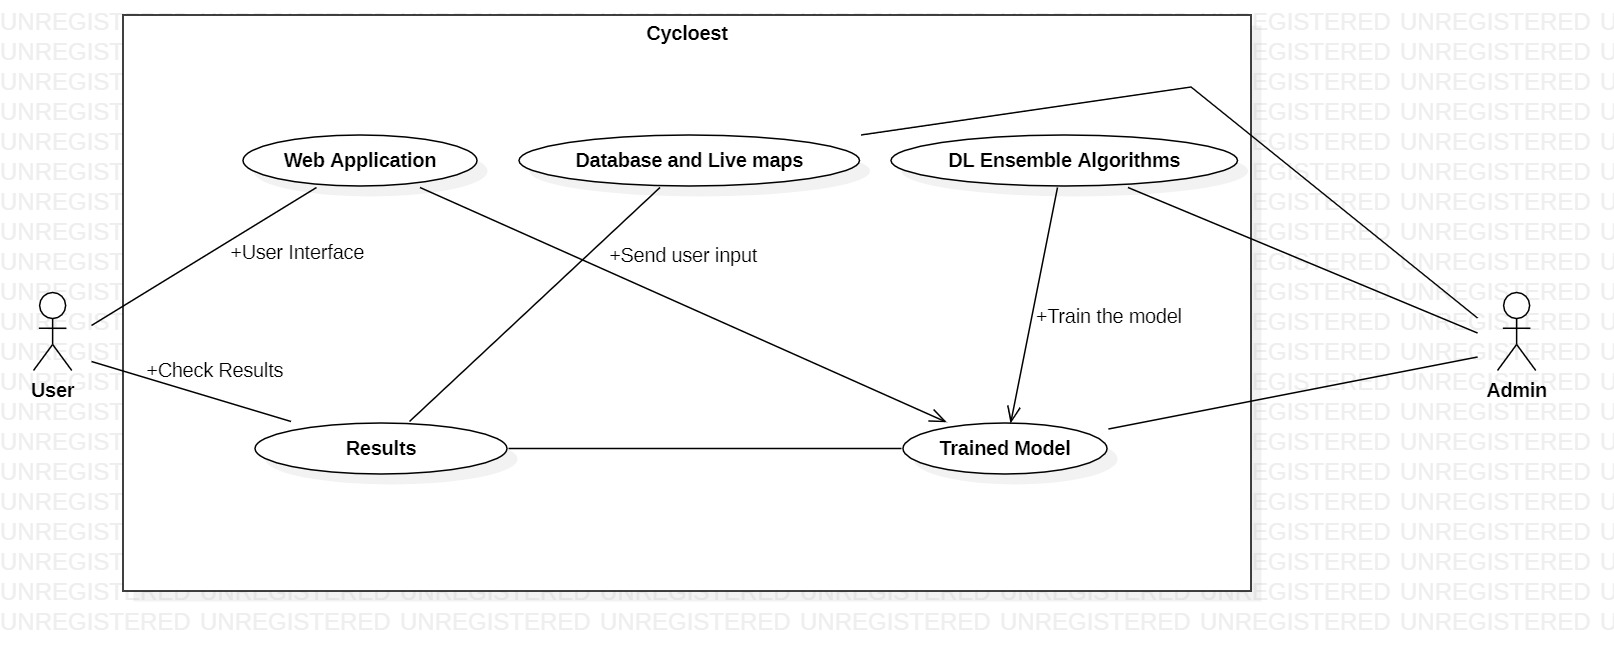 Cycloest
Web Application
Database and Live maps
DL Ensemble Algorithms
+User Interface
+Send user input
+Train the model
+Check Results
User
Admin
Results
Trained Model
UNREGISTERED UNREGISTERED UNREGISTERED UNREGISTERED UNREGISTERED UNREGISTERED UNREGISTERED UNREGISTERED U